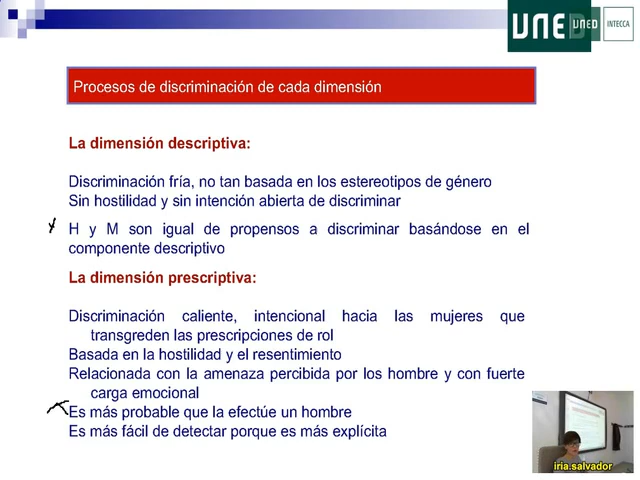 UNED
UNED
INTECCA
Procesos de discriminación de cada dimensión
La dimensión descriptiva:
Discriminación fría, no tan basada en los estereotipos de género
Sin hostilidad y sin intención abierta de discriminar
H y M son igual de propensos a discriminar basándose en el
componente descriptivo
La dimensión prescriptiva:
Discriminación caliente, intencional hacia las mujeres que
transgreden las prescripciones de rol
Basada en la hostilidad y el resentimiento
Relacionada con la amenaza percibida por los hombre y con fuerte
carga emocional
Es más probable que la efectúe un hombre
Es más fácil de detectar porque es más explícita
iria.salvador